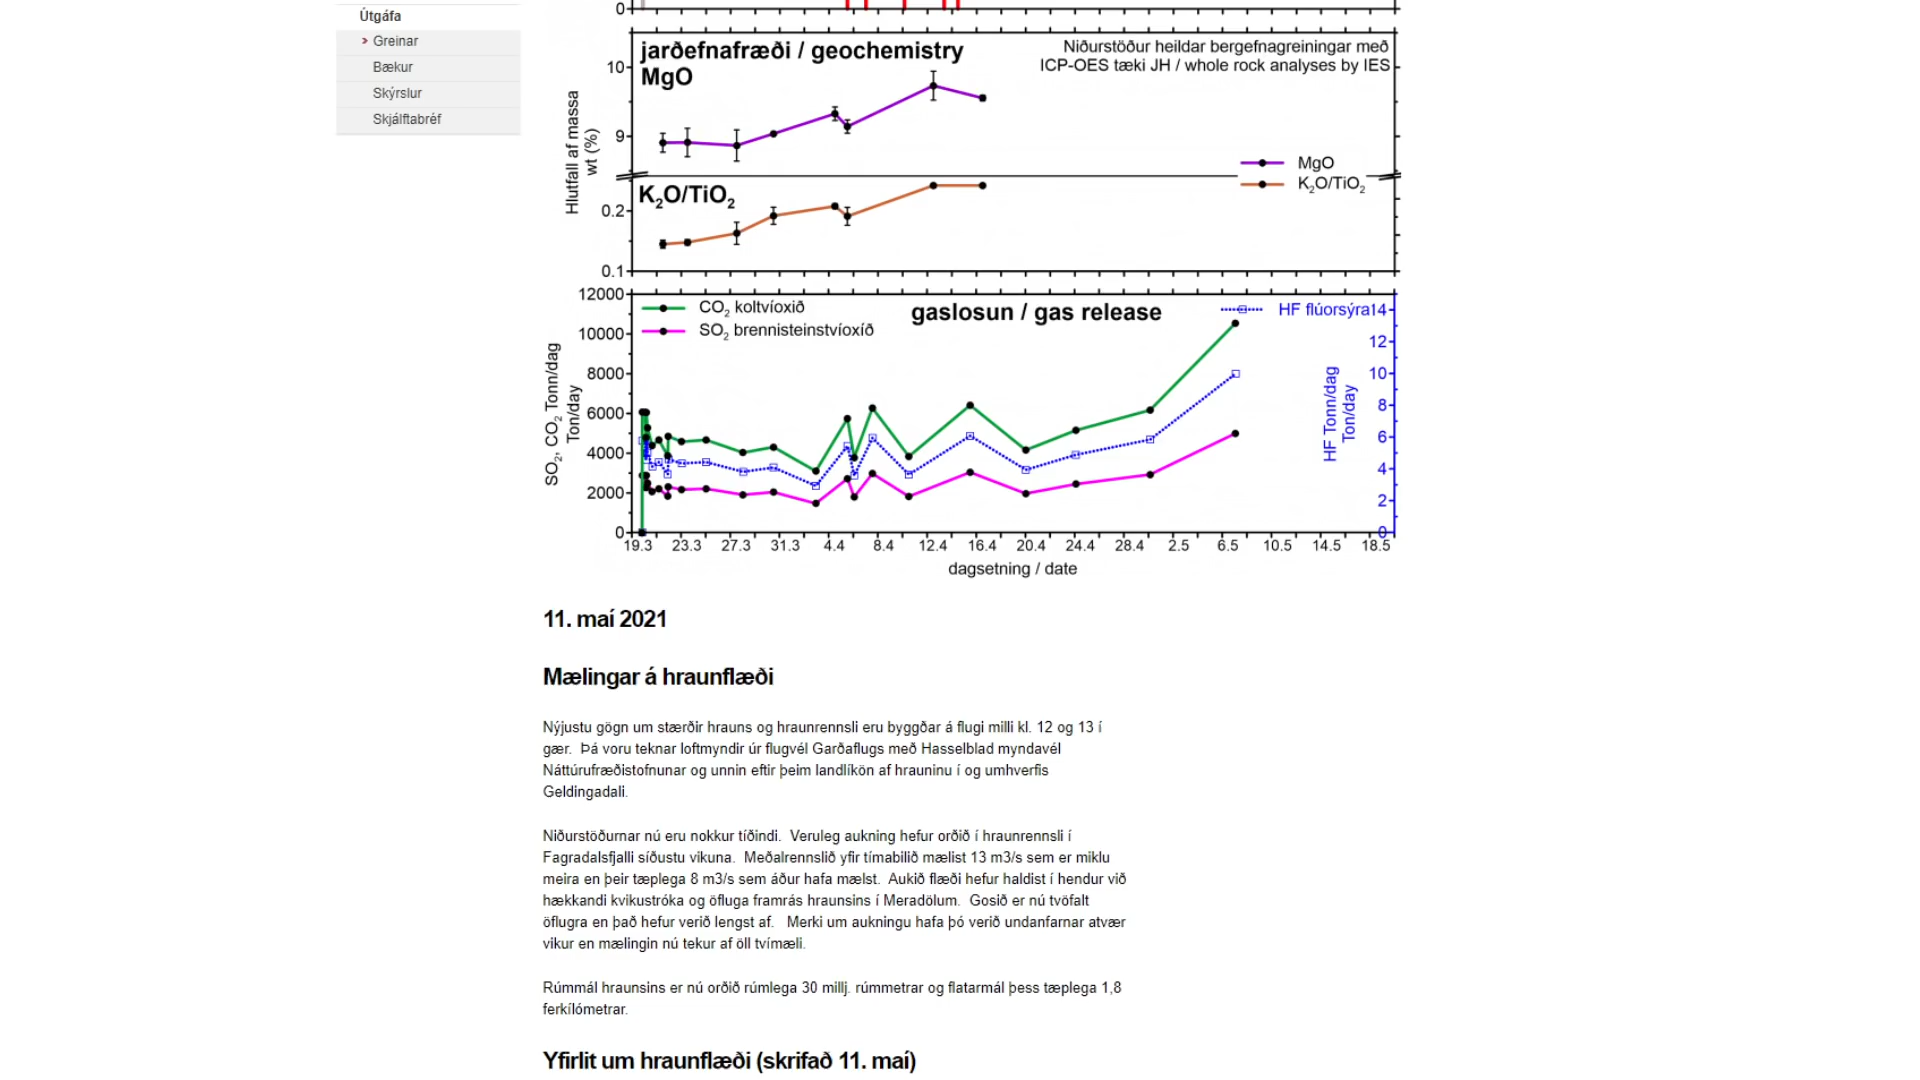 Útgáfa
> Greinar
Bækur
Skýrslur
Skjálftabréf
0
jarðefnafræði / geochemistry
MgO
Niðurstöður heildar bergefnagreiningar með
ICP-OES tæki JH / whole rock analyses by IES
10
9
Hlutfall af massa
wt (%)
MgO
K₂O/TiO₂
K₂O/TiO₂
0.2
0.1
CO₂ koltvíoxið
SO₂ brennisteinstvíoxíð
gaslosun / gas release
HF flúorsýra
12000
10000
8000
6000
4000
2000
0
SO₂, CO₂ Tonn/dag
Ton/day
14
12
10
8
6
4
2
0
HF Tonn/dag
Ton/day
19.3 23.3 27.3 31.3 4.4 8.4 12.4 16.4 20.4 24.4 28.4 2.5 6.5 10.5 14.5 18.5
dagsetning / date
11. maí 2021
Mælingar á hraunflæði
Nýjustu gögn um stærðir hrauns og hraunrennsli eru byggðar á flugi milli kl. 12 og 13 í
gær. Þá voru teknar loftmyndir úr flugvél Garðaflugs með Hasselblad myndavél
Náttúrufræðistofnunar og unnin eftir þeim landlíkön af hrauninu í og umhverfis
Geldingadali.
Niðurstöðurnar nú eru nokkur tíðindi. Veruleg aukning hefur orðið í hraunrennsli í
Fagradalsfjalli síðustu vikuna. Meðalrennslið yfir tímabilið mælist 13 m3/s sem er miklu
meira en þeir tæplega 8 m3/s sem áður hafa mælst. Aukið flæði hefur haldist í hendur við
hækkandi kvikustróka og öfluga framrás hraunsins í Meradölum. Gosið er nú tvöfalt
öflugra en það hefur verið lengst af. Merki um aukningu hafa þó verið undanfarnar atvær
vikur en mælingin nú tekur af öll tvímæli.
Rúmmál hraunsins er nú orðið rúmlega 30 millj. rúmmetrar og flatarmál þess tæplega 1,8
ferkílómetrar.
Yfirlit um hraunflæði (skrifað 11. maí)